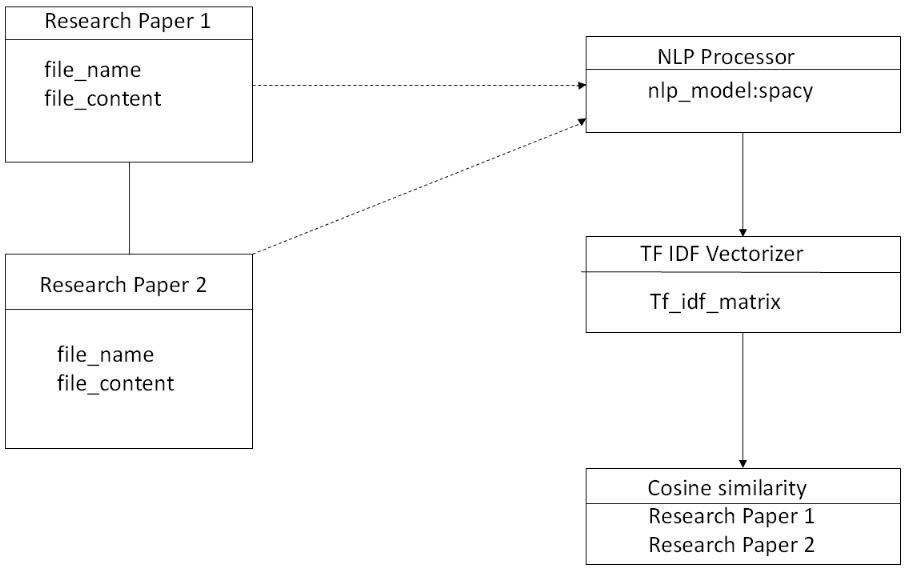 Research Paper 1
file_name
file_content
Research Paper 2
file_name
file_content
NLP Processor
nlp_model:spacy
TF IDF Vectorizer
Tf_idf_matrix
Cosine similarity
Research Paper 1
Research Paper 2